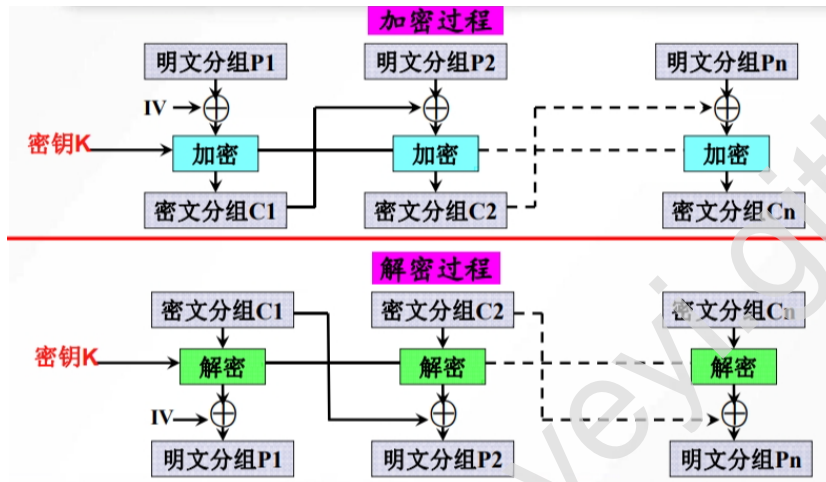 加密过程
明文分组P1 明文分组P2 明文分组Pn
IV
密钥K 加密 加密 加密
密文分组C1 密文分组C2 密文分组Cn
解密过程
密文分组C1 密文分组C2 密文分组Cn
密钥K 解密 解密 解密
IV
明文分组P1 明文分组P2 明文分组Pn
veyi.git